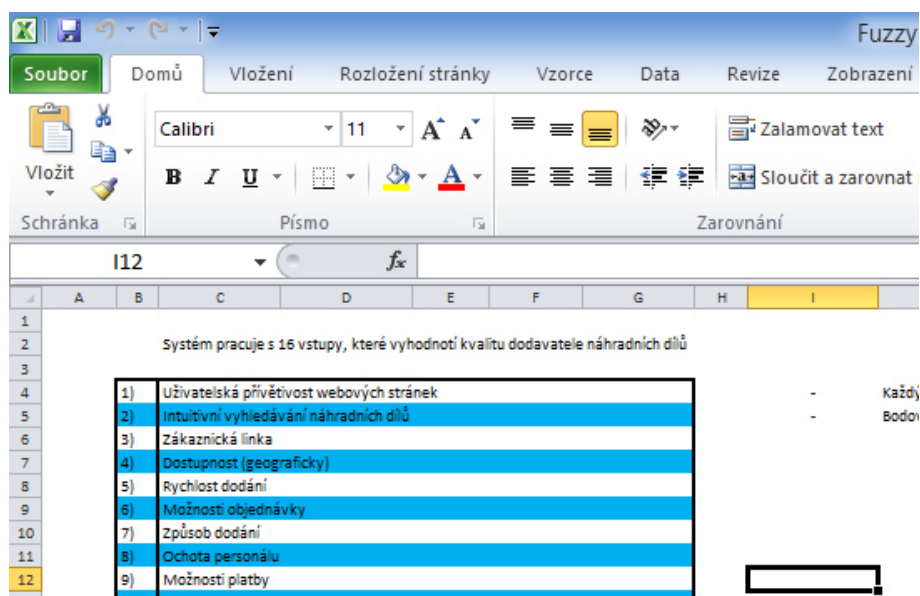 Fuzzy
Soubor Domů Vložení Rozložení stránky Vzorce Data Revize Zobrazení
Calibri 11 A A Zalamovat text
Vložit B I U A Sloučit a zarovnat
Schránka Písmo Zarovnání
I12 fx
A B C D E F G H I
1
2 Systém pracuje s 16 vstupy, které vyhodnotí kvalitu dodavatele náhradních dílů
3
4 1) Uživatelská přívětivost webových stránek - Každý
5 2) Intuitivní vyhledávání náhradních dílů - Bodov
6 3) Zákaznická linka
7 4) Dostupnost (geograficky)
8 5) Rychlost dodání
9 6) Možnosti objednávky
10 7) Způsob dodání
11 8) Ochota personálu
12 9) Možnosti platby